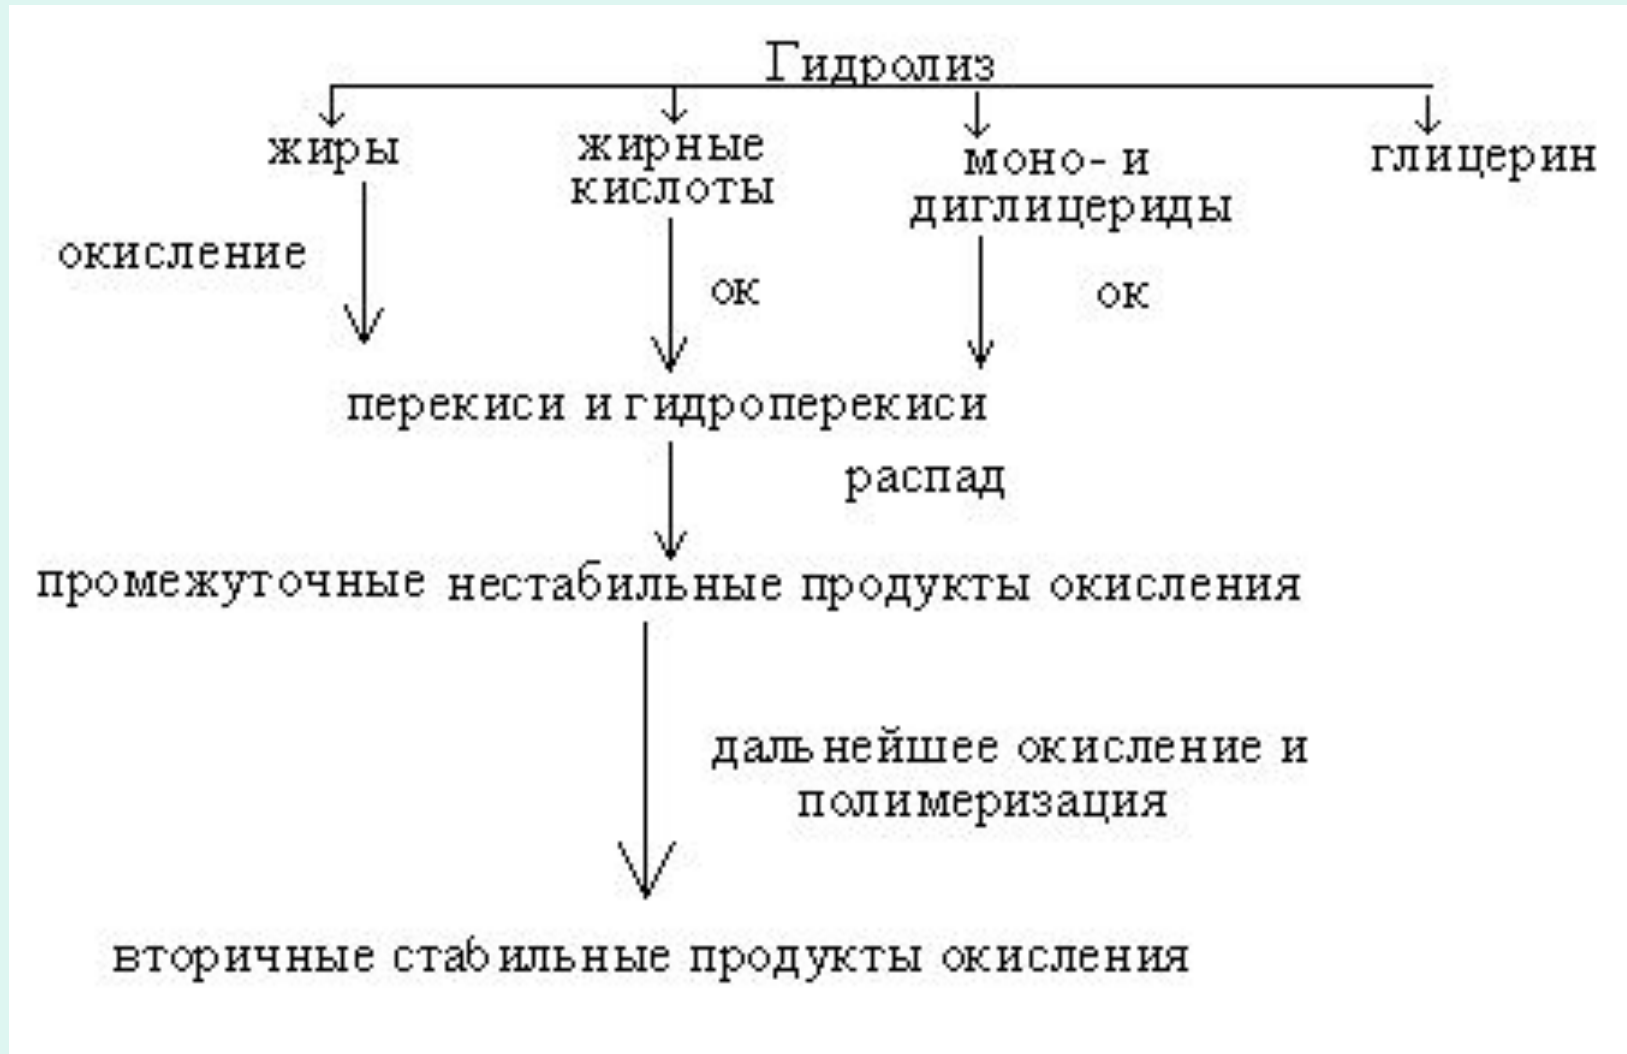 Гидролиз
жиры
жирные
кислоты
моно- и
диглицериды
глицерин
окисление
ок
ок
перекиси и гидроперекиси
распад
промежуточные нестабильные продукты окисления
дальнейшее окисление и
полимеризация
вторичные стабильные продукты окисления